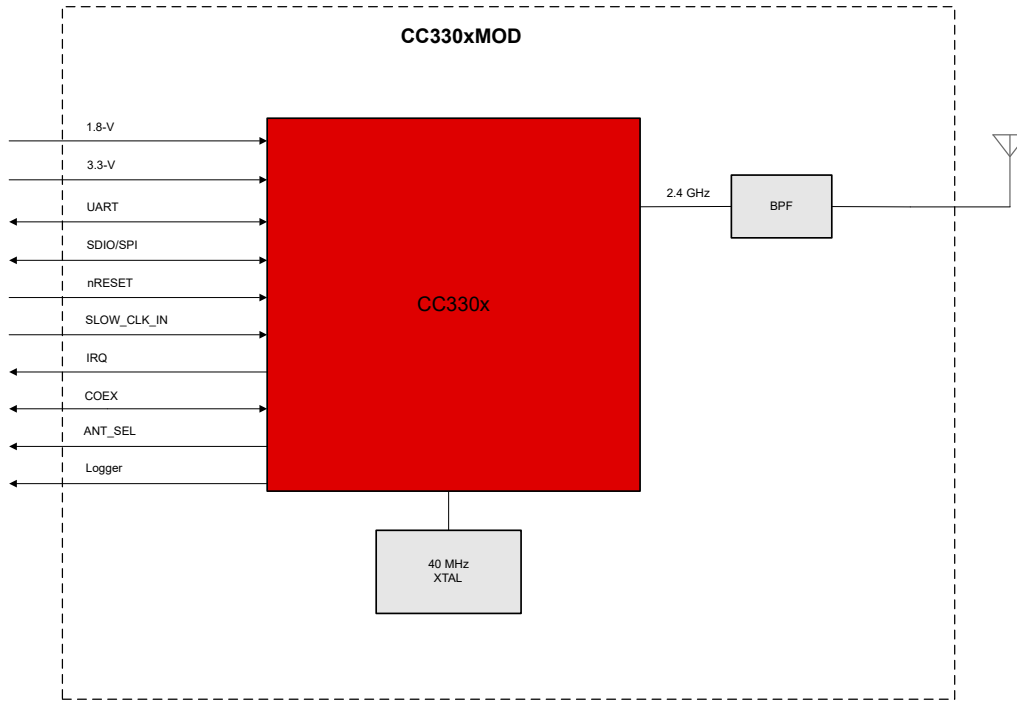 CC330xMOD
1.8-V
3.3-V
UART
SDIO/SPI
nRESET
SLOW_CLK_IN
IRQ
COEX
ANT_SEL
Logger
CC330x
2.4 GHz
BPF
40 MHz
XTAL